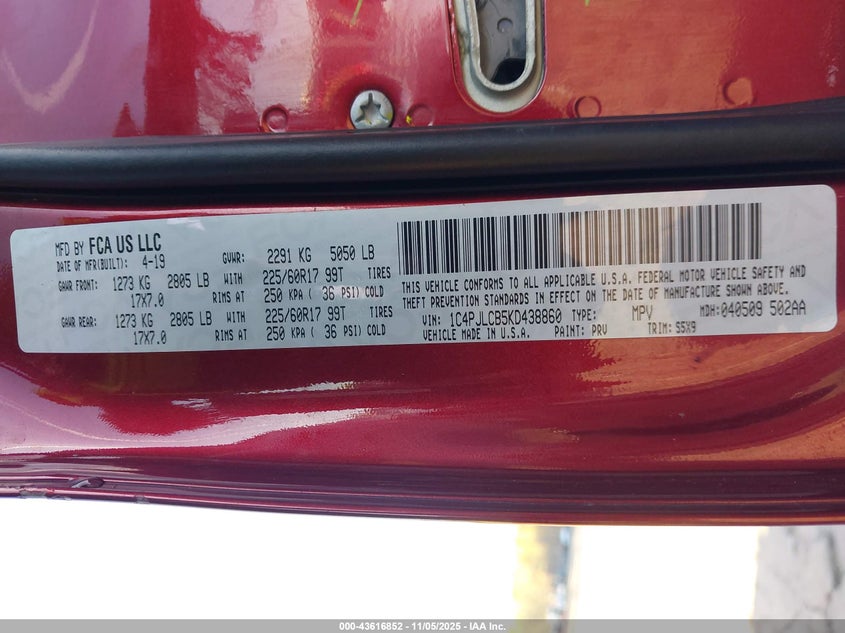 MFD BY FCA US LLC
DATE OF MFR(BUILT): 4-19 GVWR: 2291 KG 5050 LB
GAWR FRONT: 1273 KG 2805 LB WITH 225/60R17 99T TIRES
17X7.0 RIMS AT 250 KPA ( 36 PSI) COLD
GAWR REAR: 1273 KG 2805 LB WITH 225/60R17 99T TIRES
17X7.0 RIMS AT 250 KPA ( 36 PSI) COLD
THIS VEHICLE CONFORMS TO ALL APPLICABLE U.S.A. FEDERAL MOTOR VEHICLE SAFETY AND
THEFT PREVENTION STANDARDS IN EFFECT ON THE DATE OF MANUFACTURE SHOWN ABOVE.
VIN: 1C4PJLCB5KD438860 TYPE: MPV MDH: 040509 502AA
VEHICLE MADE IN U.S.A. PAINT: PRV TRIM: S5X9
000-43616852 - 11/05/2025 - IAA Inc.